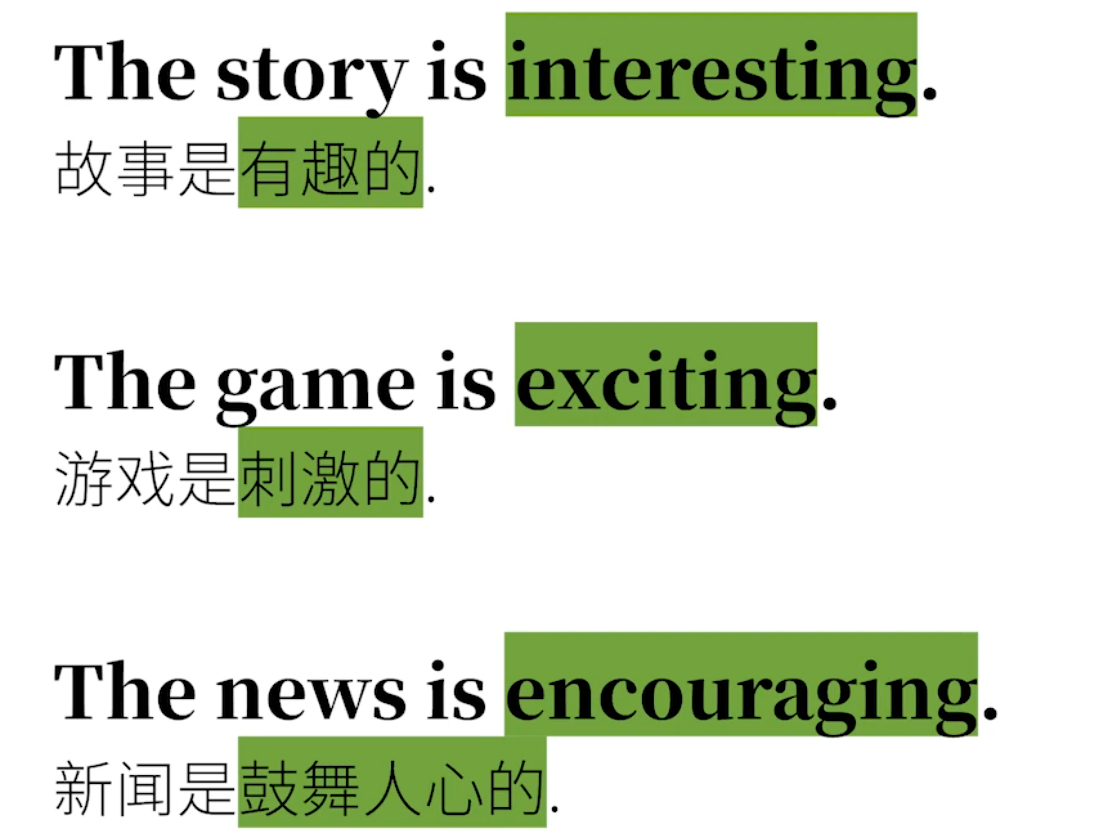 The story is interesting.
故事是有趣的.
The game is exciting.
游戏是刺激的.
The news is encouraging.
新闻是鼓舞人心的.